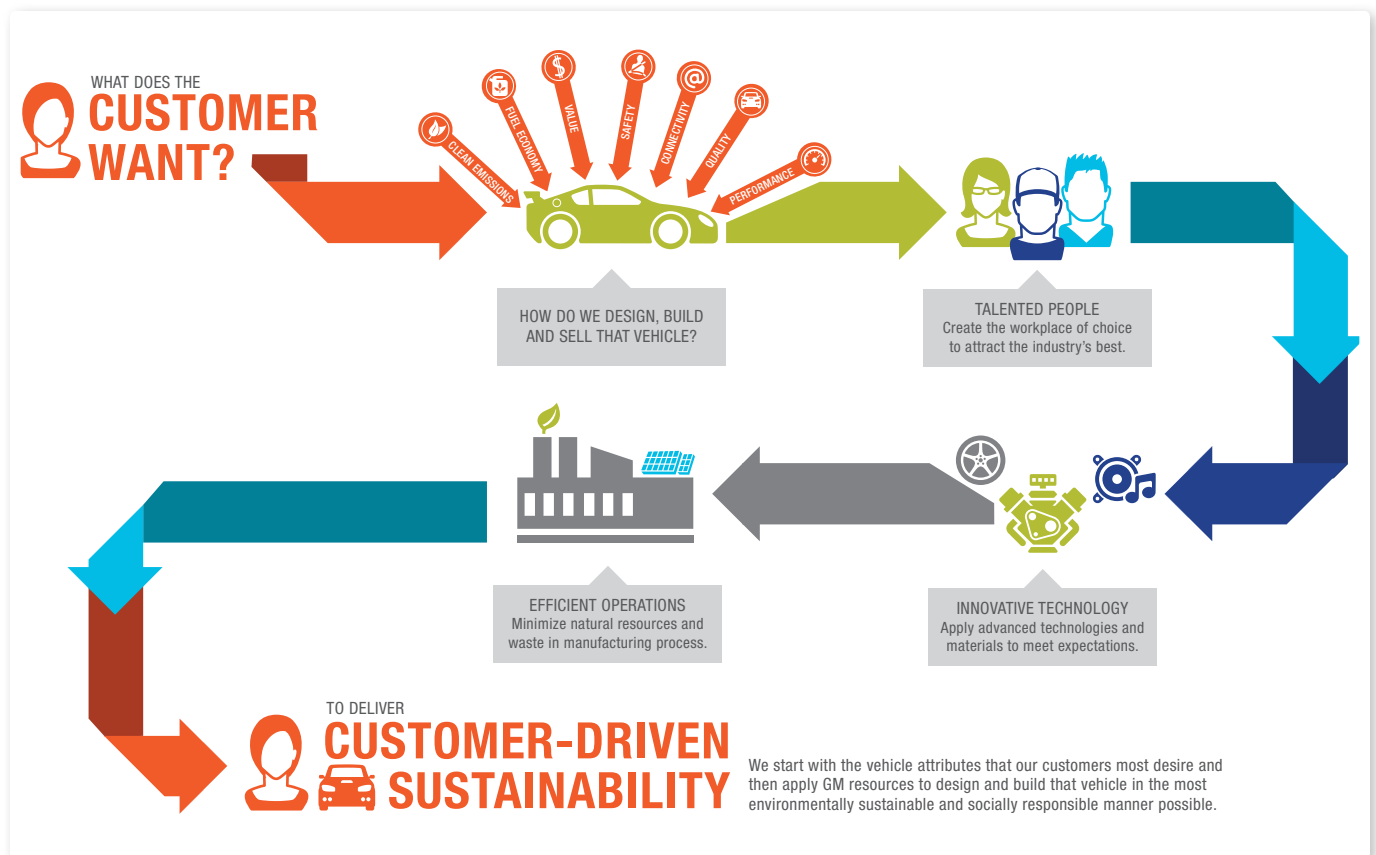 WHAT DOES THE
CUSTOMER
WANT?
CLEAN EMISSIONS
FUEL ECONOMY
$
VALUE
SAFETY
@
CONNECTIVITY
QUALITY
PERFORMANCE
HOW DO WE DESIGN, BUILD
AND SELL THAT VEHICLE?
TALENTED PEOPLE
Create the workplace of choice
to attract the industry's best.
INNOVATIVE TECHNOLOGY
Apply advanced technologies and
materials to meet expectations.
EFFICIENT OPERATIONS
Minimize natural resources and
waste in manufacturing process.
TO DELIVER
CUSTOMER-DRIVEN
SUSTAINABILITY
We start with the vehicle attributes that our customers most desire and
then apply GM resources to design and build that vehicle in the most
environmentally sustainable and socially responsible manner possible.